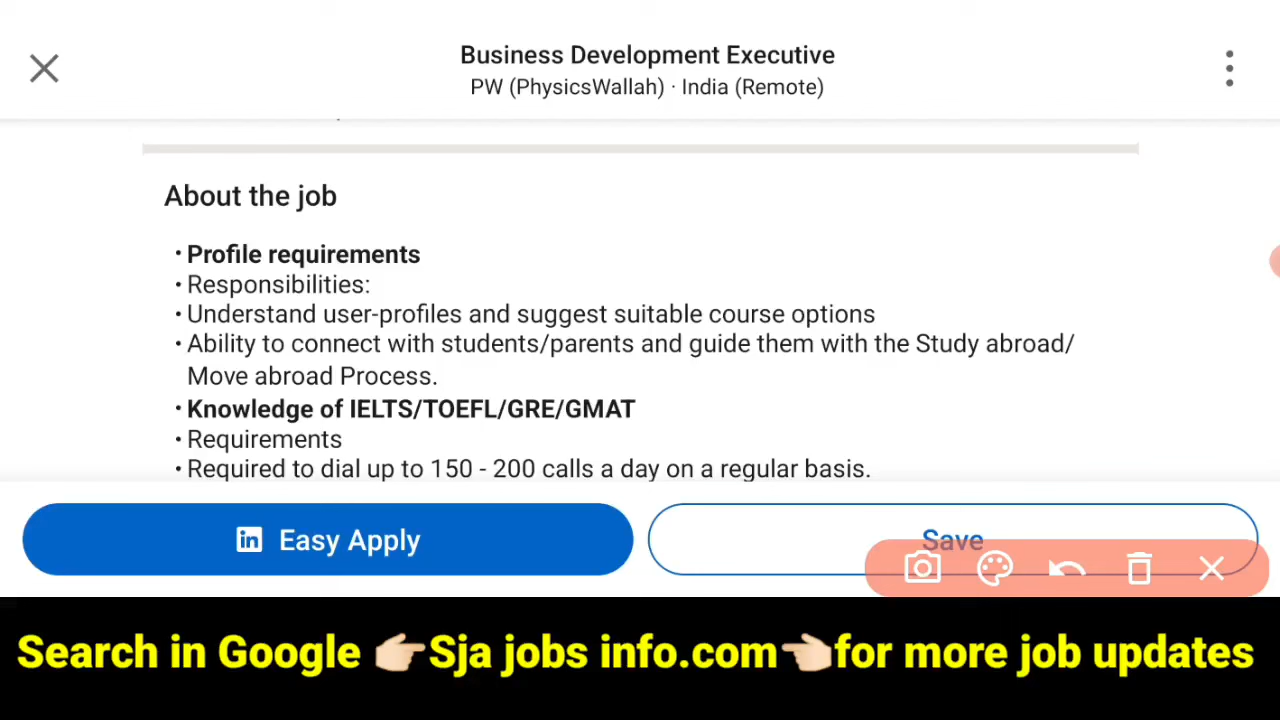 Business Development Executive
PW (PhysicsWallah) · India (Remote)
About the job
• Profile requirements
• Responsibilities:
• Understand user-profiles and suggest suitable course options
• Ability to connect with students/parents and guide them with the Study abroad/
Move abroad Process.
• Knowledge of IELTS/TOEFL/GRE/GMAT
• Requirements
• Required to dial up to 150 - 200 calls a day on a regular basis.
in Easy Apply
Save
Search in Google 👉🏻Sja jobs info.com👈🏻for more job updates